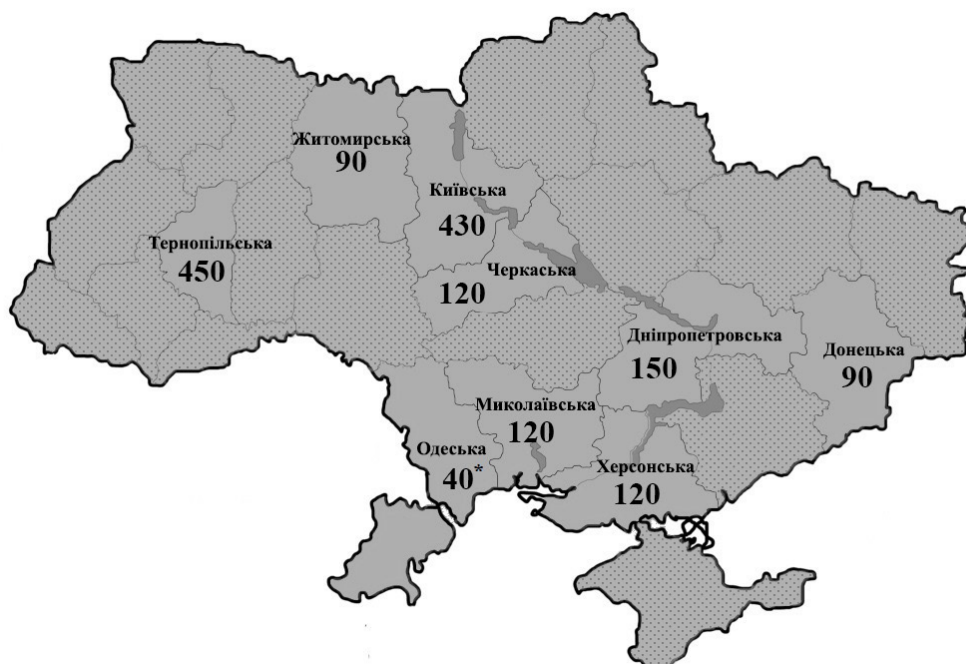 Житомирська
90
Київська
430
Тернопільська
450
Черкаська
120
Дніпропетровська
150
Донецька
90
Миколаївська
120
Одеська
40*
Херсонська
120